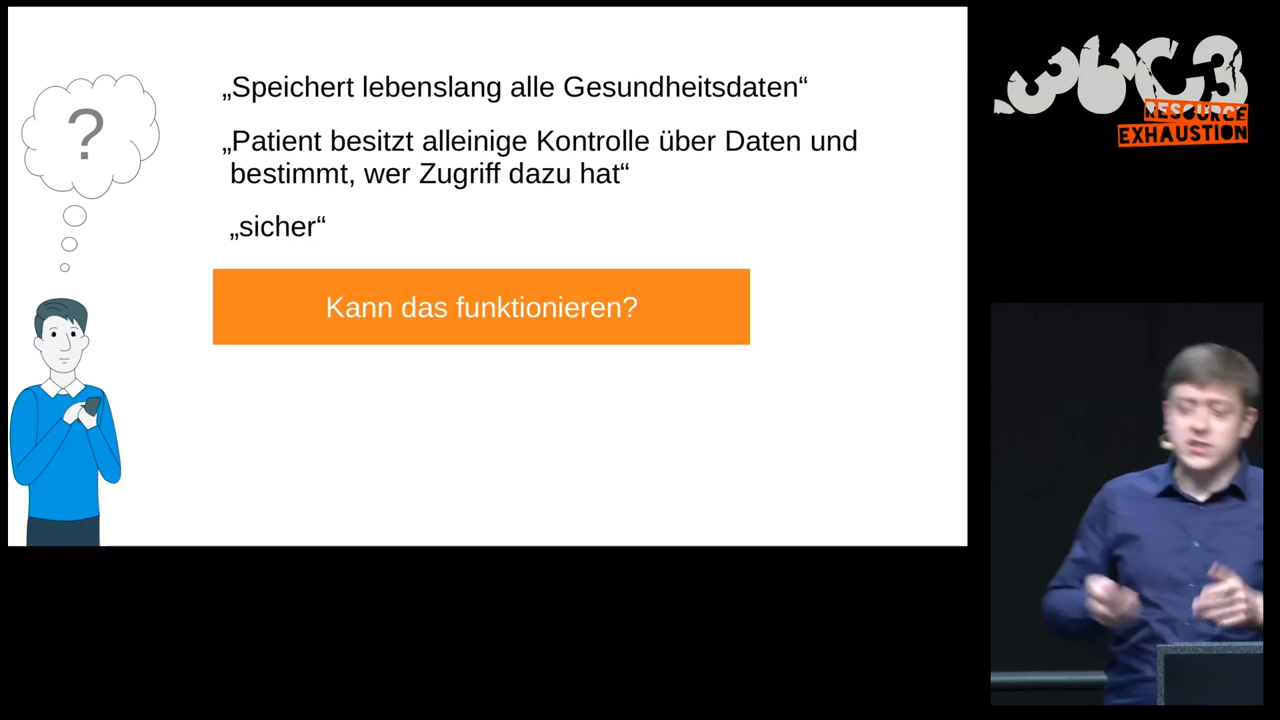 „Speichert lebenslang alle Gesundheitsdaten“
„Patient besitzt alleinige Kontrolle über Daten und
bestimmt, wer Zugriff dazu hat“
„sicher“
Kann das funktionieren?
?
36C3
RESOURCE
EXHAUSTION